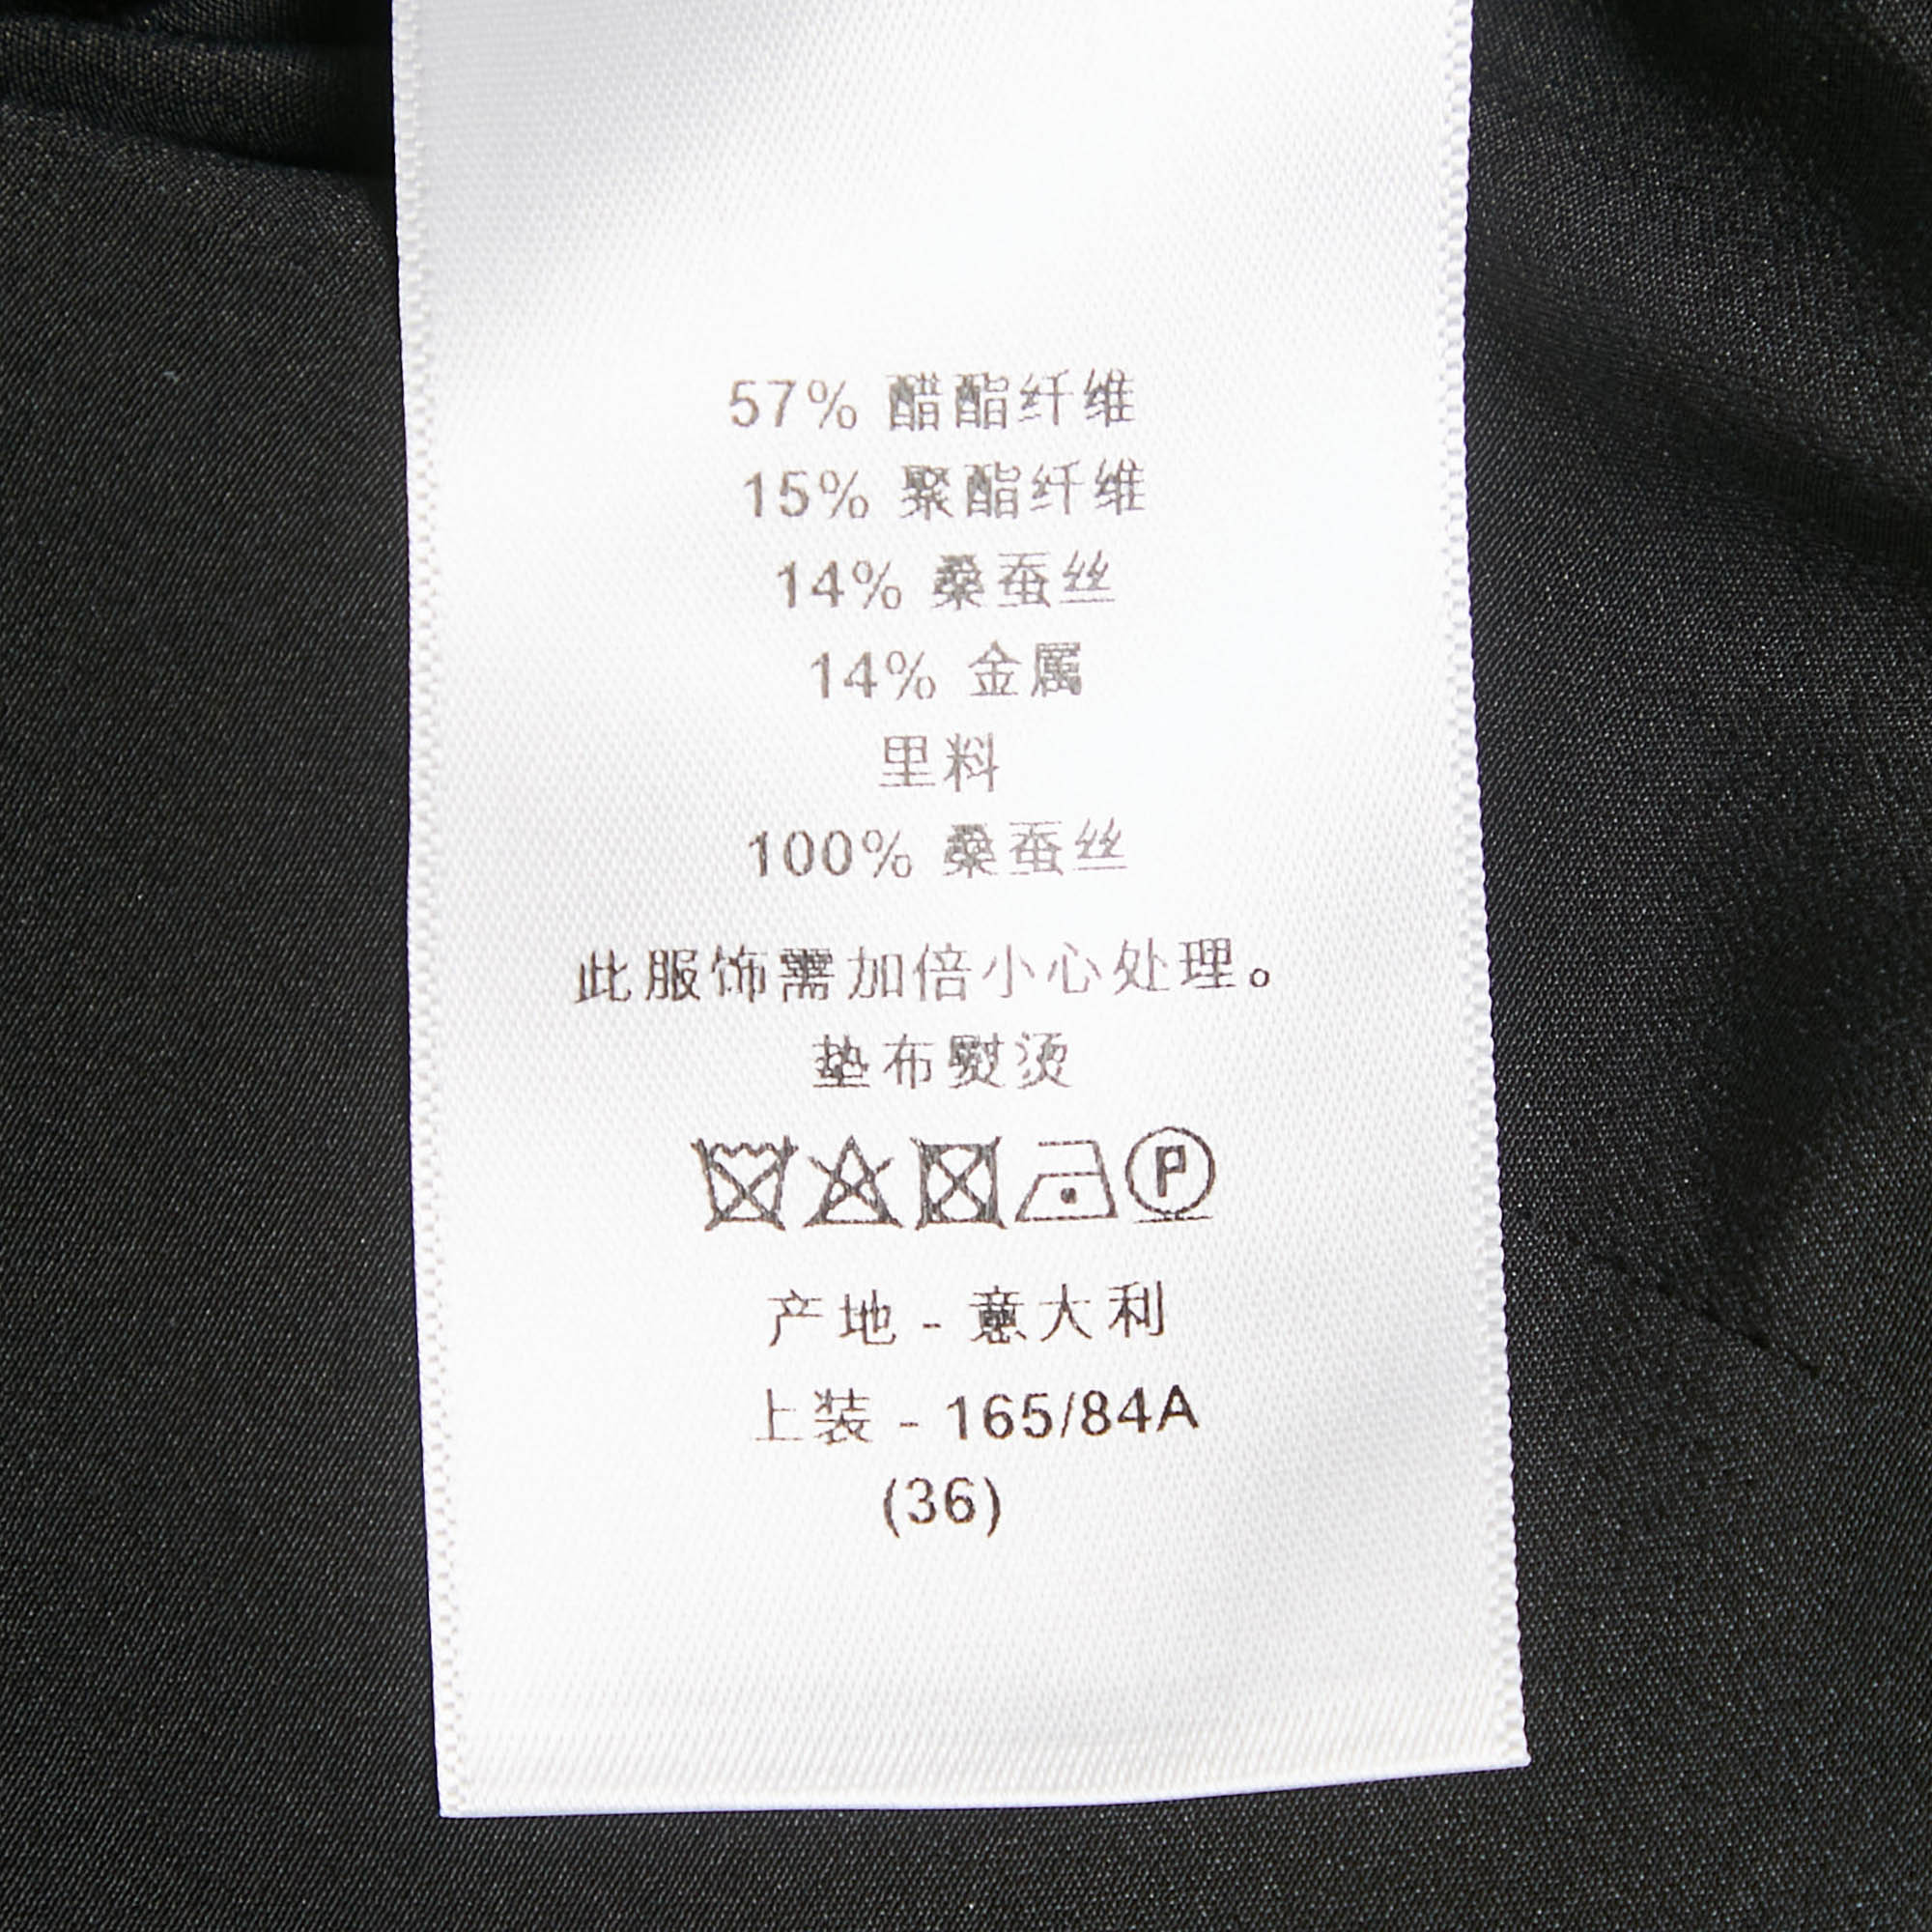 57% 醋酯纤维
15% 聚酯纤维
14% 桑蚕丝
14% 金属
里料
100% 桑蚕丝
此服饰需加倍小心处理。
垫布熨烫
P
产地 - 意大利
上装 - 165/84A
(36)